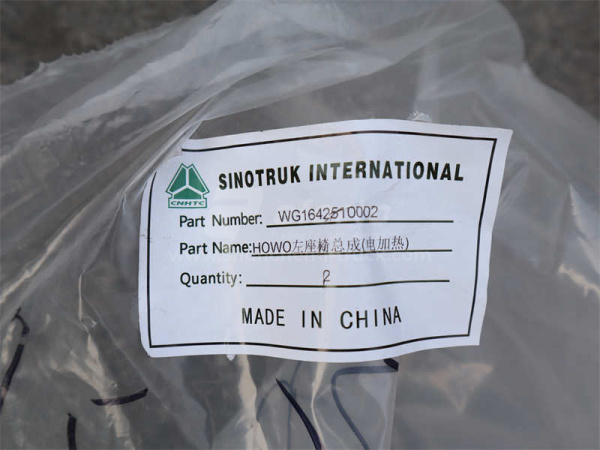 SINOTRUK INTERNATIONAL
CNHTC
Part Number: WG1642510002
Part Name:HOWO左座椅总成(电加热)
Quantity: 2
MADE IN CHINA